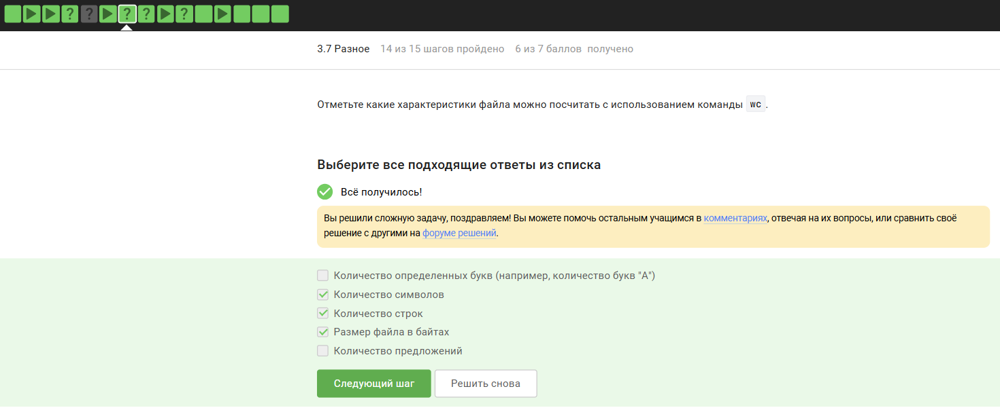 ? ? ? ? ?
3.7 Разное 14 из 15 шагов пройдено 6 из 7 баллов получено
Отметьте какие характеристики файла можно посчитать с использованием команды wc.
Выберите все подходящие ответы из списка
Всё получилось!
Вы решили сложную задачу, поздравляем! Вы можете помочь остальным учащимся в комментариях, отвечая на их вопросы, или сравнить своё
решение с другими на форуме решений.
Количество определенных букв (например, количество букв "А")
Количество символов
Количество строк
Размер файла в байтах
Количество предложений
Следующий шаг Решить снова